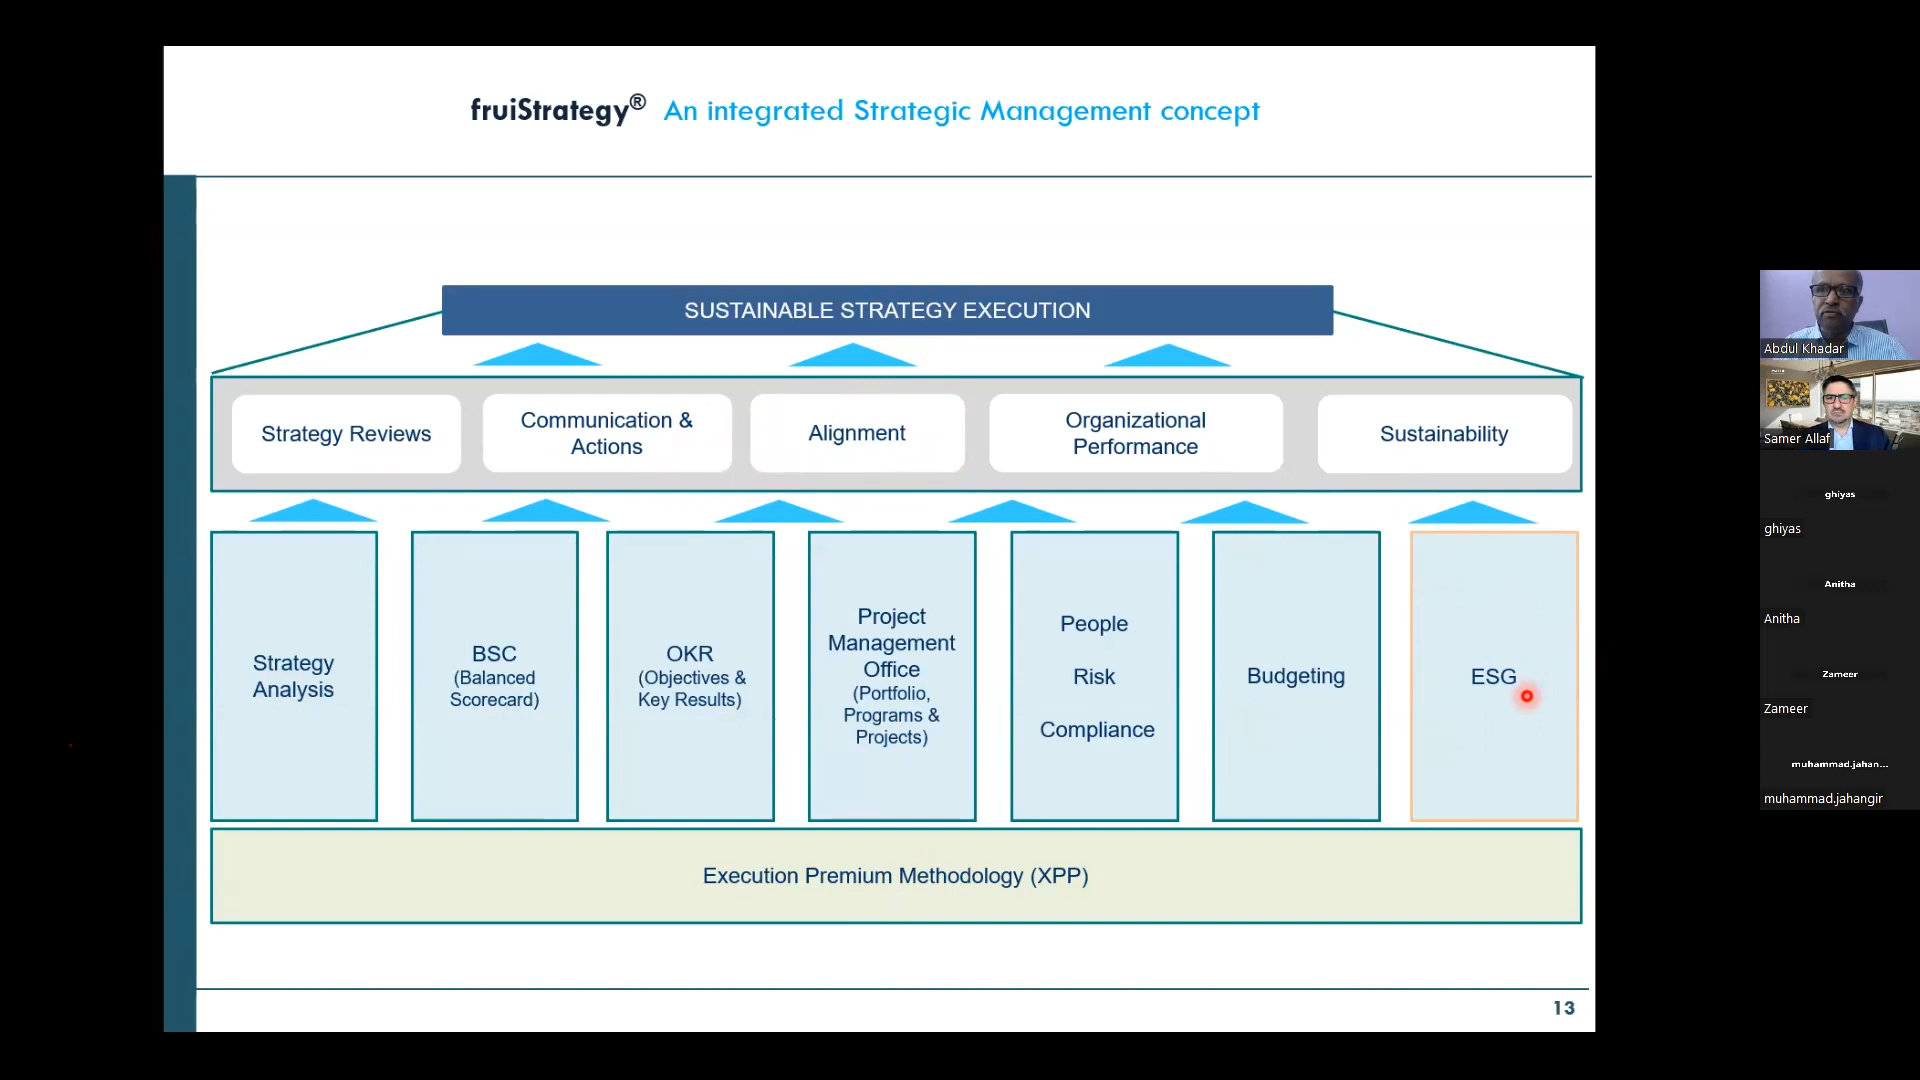 fruiStrategy® An integrated Strategic Management concept
SUSTAINABLE STRATEGY EXECUTION
Strategy Reviews
Communication &
Actions
Alignment
Organizational
Performance
Sustainability
Strategy
Analysis
BSC
(Balanced
Scorecard)
OKR
(Objectives &
Key Results)
Project
Management
Office
(Portfolio,
Programs &
Projects)
People
Risk
Compliance
Budgeting
ESG
Execution Premium Methodology (XPP)
13
Abdul Khadar
Samer Allaf
ghiyas
ghiyas
Anitha
Anitha
Zameer
Zameer
muhammad.jahan...
muhammad.jahangir